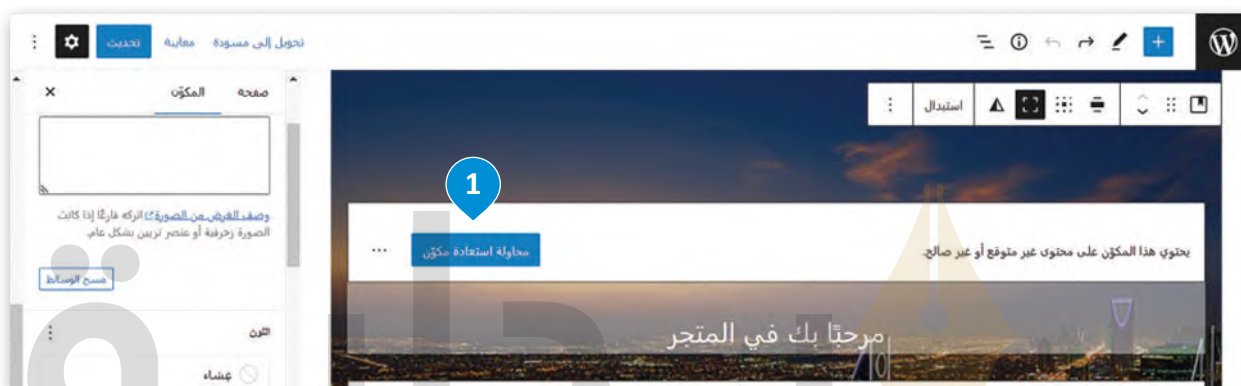 تحويل إلى مسودة معاينة تحديث
استبدال
صفحة المكوّن
1
يحتوي هذا المكوّن على محتوى غير متوقع أو غير صالح.
محاولة استعادة مكوّن
مرحبًا بك في المتجر
وصف الغرض من الصورة اتركه فارغًا إذا كانت
الصورة زخرفية أو عنصر تزيين بشكل عام.
مسح الوسائط
اللون
غشاء